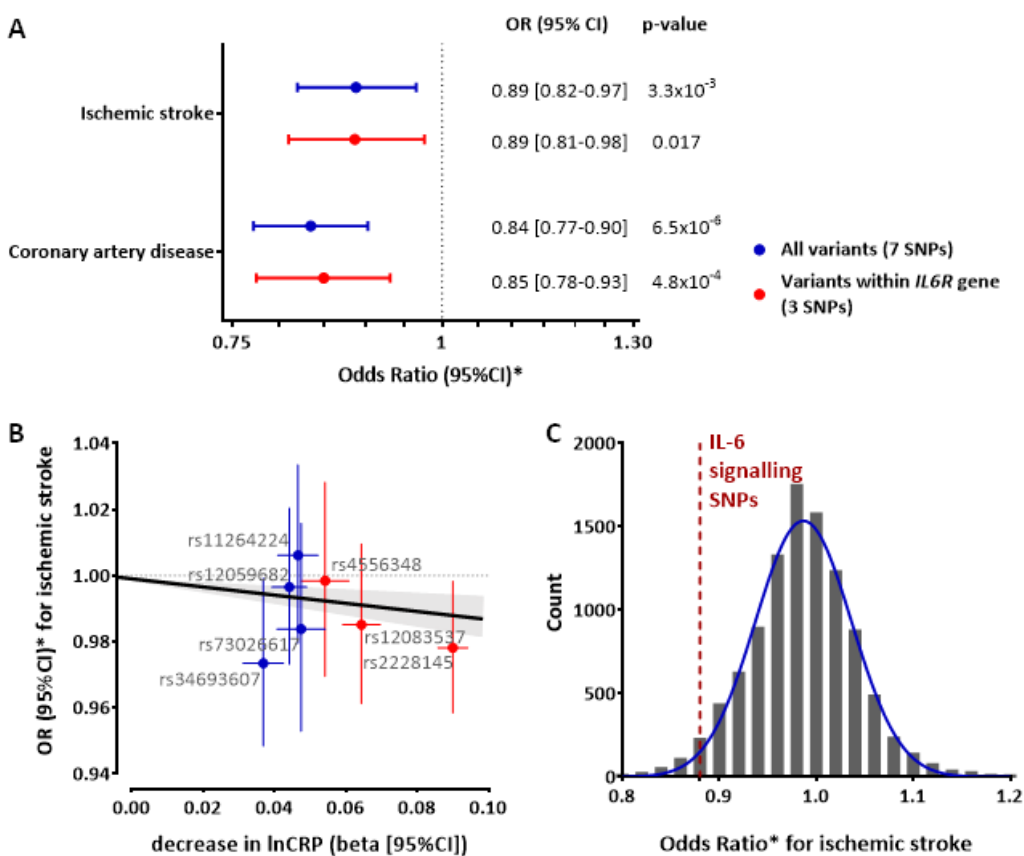 A
OR (95% CI) p-value
Ischemic stroke
0.89 [0.82-0.97] 3.3x10⁻³
0.89 [0.81-0.98] 0.017
Coronary artery disease
0.84 [0.77-0.90] 6.5x10⁻⁶
0.85 [0.78-0.93] 4.8x10⁻⁴
All variants (7 SNPs)
Variants within IL6R gene
(3 SNPs)
0.75 1 1.30
Odds Ratio (95%CI)*
B
OR (95%CI)* for ischemic stroke
1.04
1.02
1.00
0.98
0.96
0.94
rs11264224
rs4556348
rs12059682
rs73026617
rs12083537
rs2228145
rs34693607
0.00 0.02 0.04 0.06 0.08 0.10
decrease in lnCRP (beta [95%CI])
C
Count
2000
1500
1000
500
0
IL-6
signalling
SNPs
0.8 0.9 1.0 1.1 1.2
Odds Ratio* for ischemic stroke